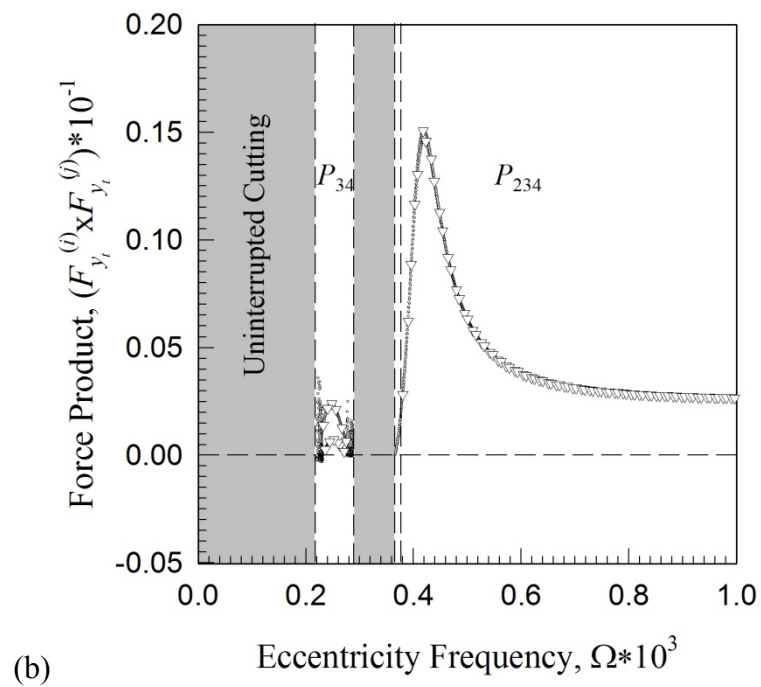 0.20
0.15
0.10
0.05
0.00
-0.05
Force Product, (F_{y_t}^{(i)}xF_{y_t}^{(j)})*10^{-1}
Uninterrupted Cutting
P_{34}
P_{234}
0.0 0.2 0.4 0.6 0.8 1.0
Eccentricity Frequency, Ω*10^3
(b)